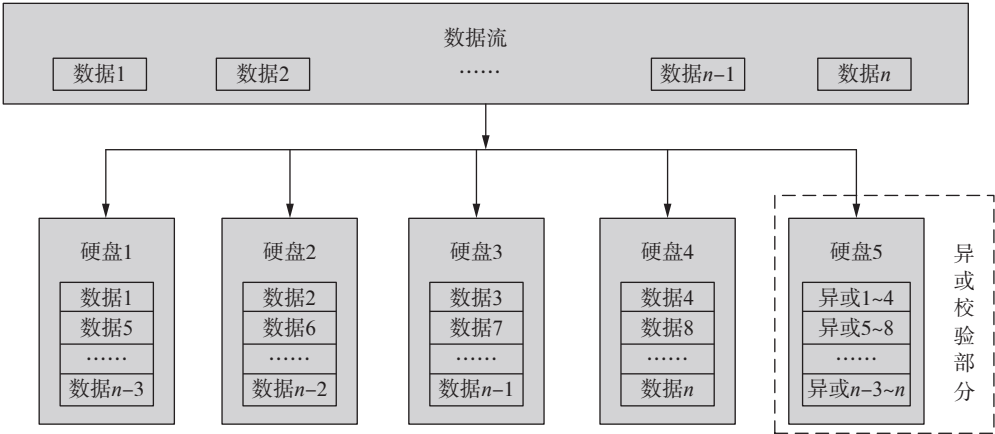 数据流
数据1 数据2 …… 数据n-1 数据n
硬盘1 硬盘2 硬盘3 硬盘4 硬盘5
数据1 数据2 数据3 数据4 异或1~4
数据5 数据6 数据7 数据8 异或5~8
…… …… …… …… ……
数据n-3 数据n-2 数据n-1 数据n 异或n-3~n
异或校验部分